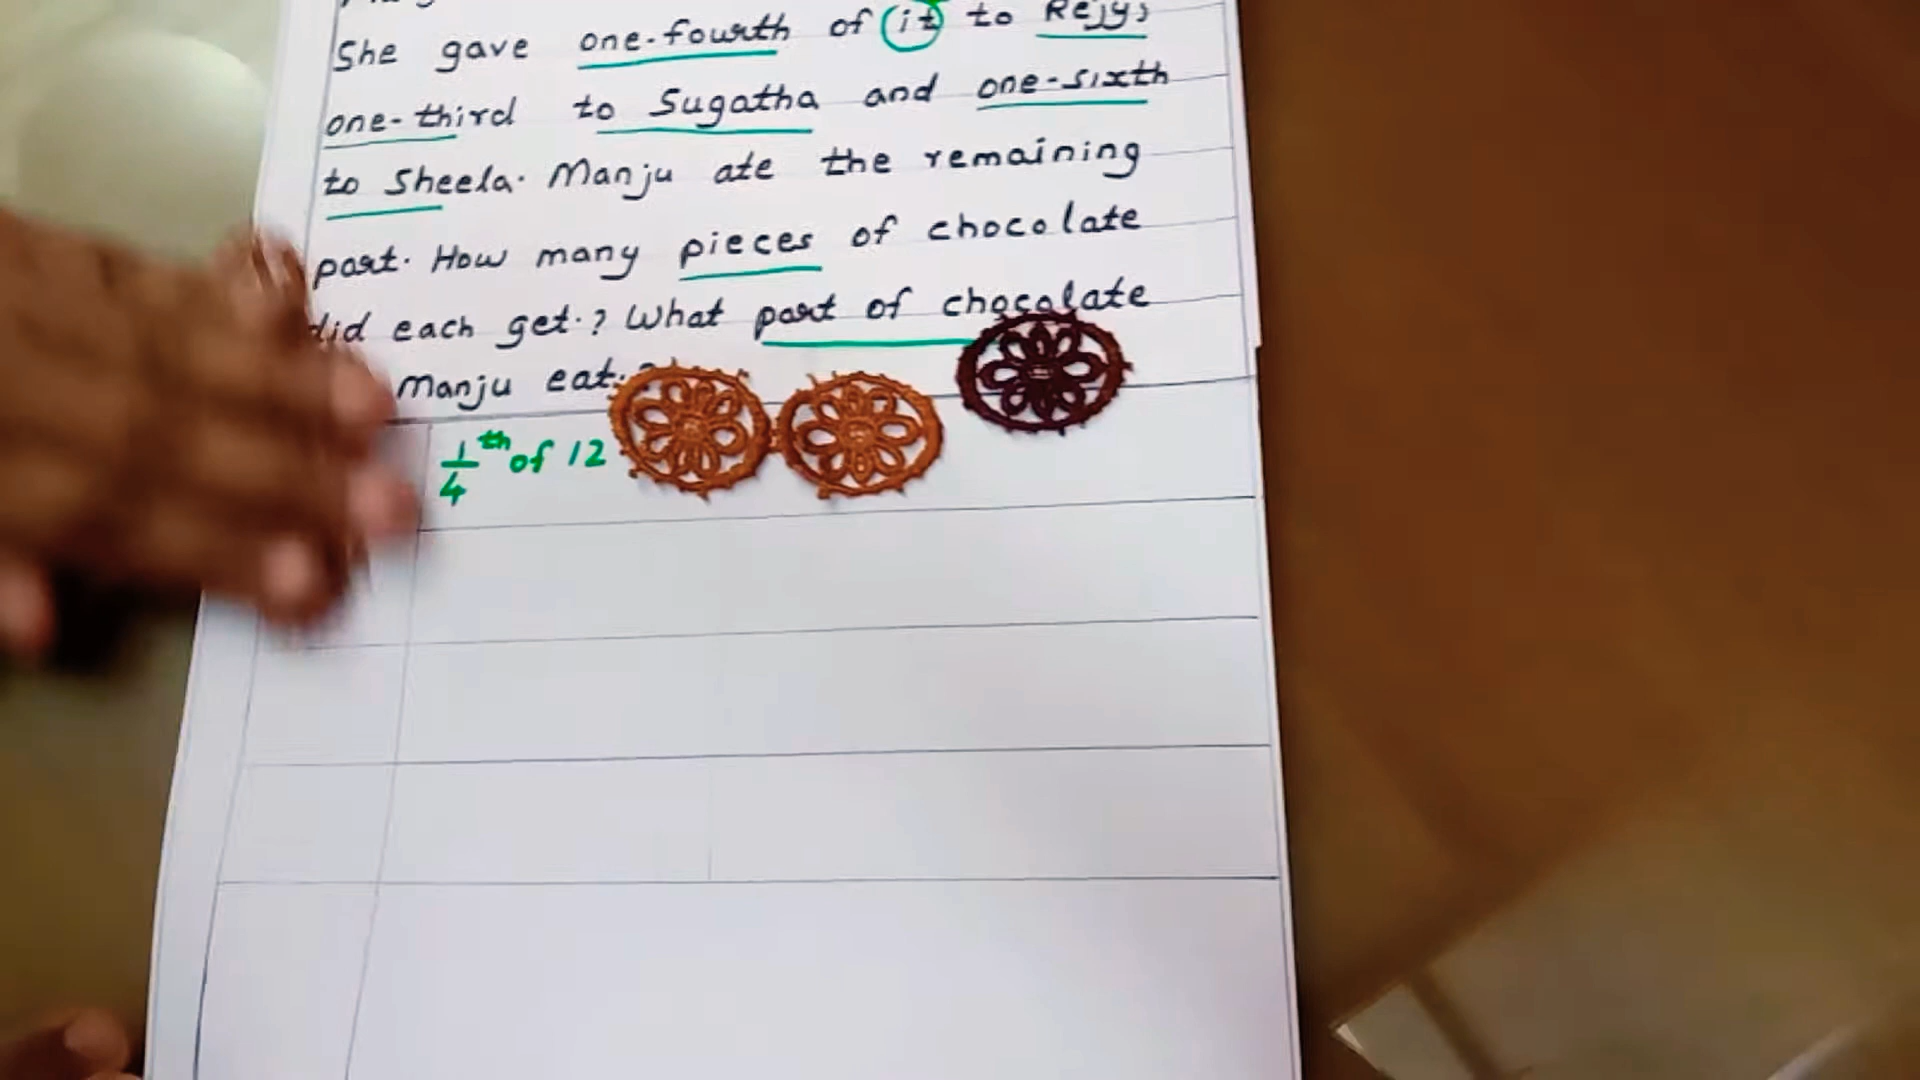 She gave one-fourth of it to Rejy,
one-third to Sugatha and one-sixth
to Sheela. Manju ate the remaining
part. How many pieces of chocolate
did each get.? What part of chocolate
Manju eat.?
1/4 th of 12